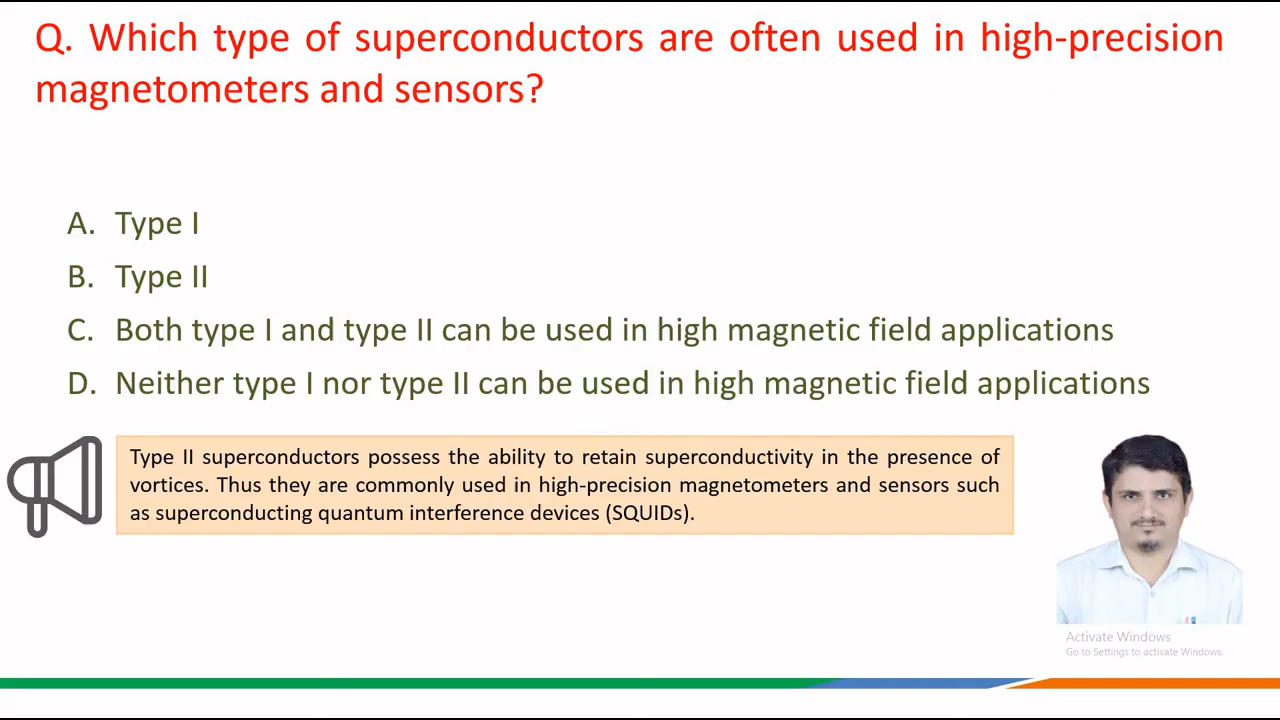 Q. Which type of superconductors are often used in high-precision
magnetometers and sensors?
A. Type I
B. Type II
C. Both type I and type II can be used in high magnetic field applications
D. Neither type I nor type II can be used in high magnetic field applications
Type II superconductors possess the ability to retain superconductivity in the presence of
vortices. Thus they are commonly used in high-precision magnetometers and sensors such
as superconducting quantum interference devices (SQUIDs).
Activate Windows
Go to Settings to activate Windows.